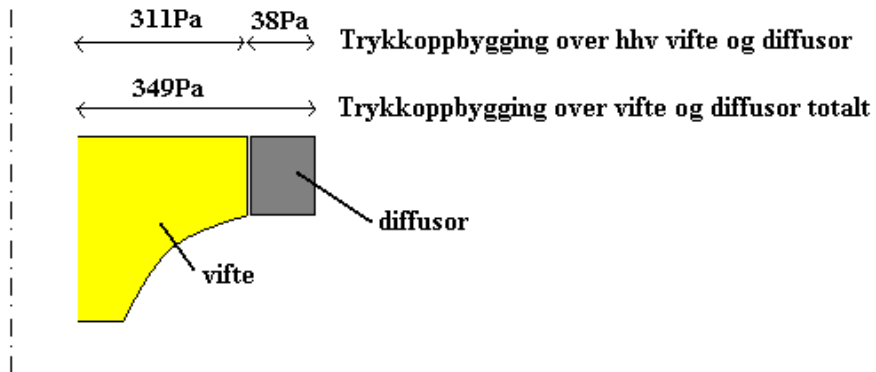 311Pa 38Pa Trykkoppbygging over hhv vifte og diffusor
349Pa Trykkoppbygging over vifte og diffusor totalt
diffusor
vifte